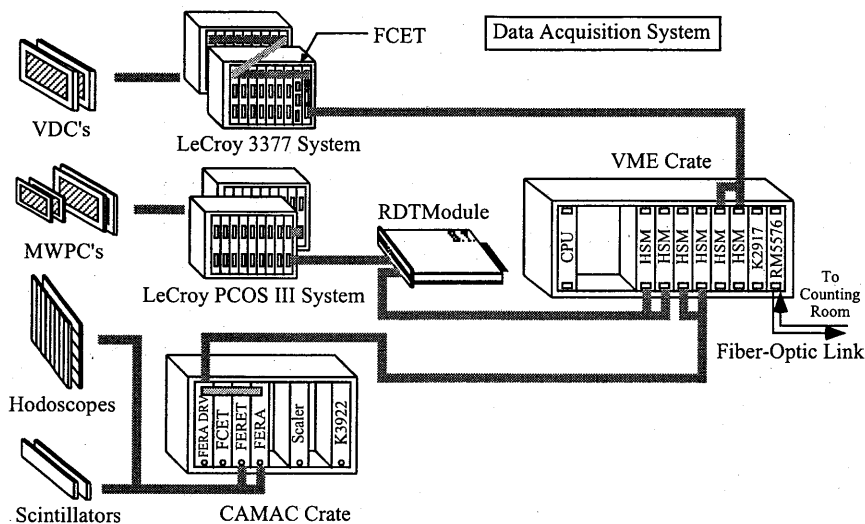 Data Acquisition System
FCET
VDC's
LeCroy 3377 System
VME Crate
MWPC's
RDTModule
LeCroy PCOS III System
CPU
HSM
HSM
HSM
HSM
HSM
HSM
K2917
RM5576
To
Counting
Room
Fiber-Optic Link
Hodoscopes
FERA DRV
FCET
FERET
FERA
Scaler
K3922
Scintillators
CAMAC Crate